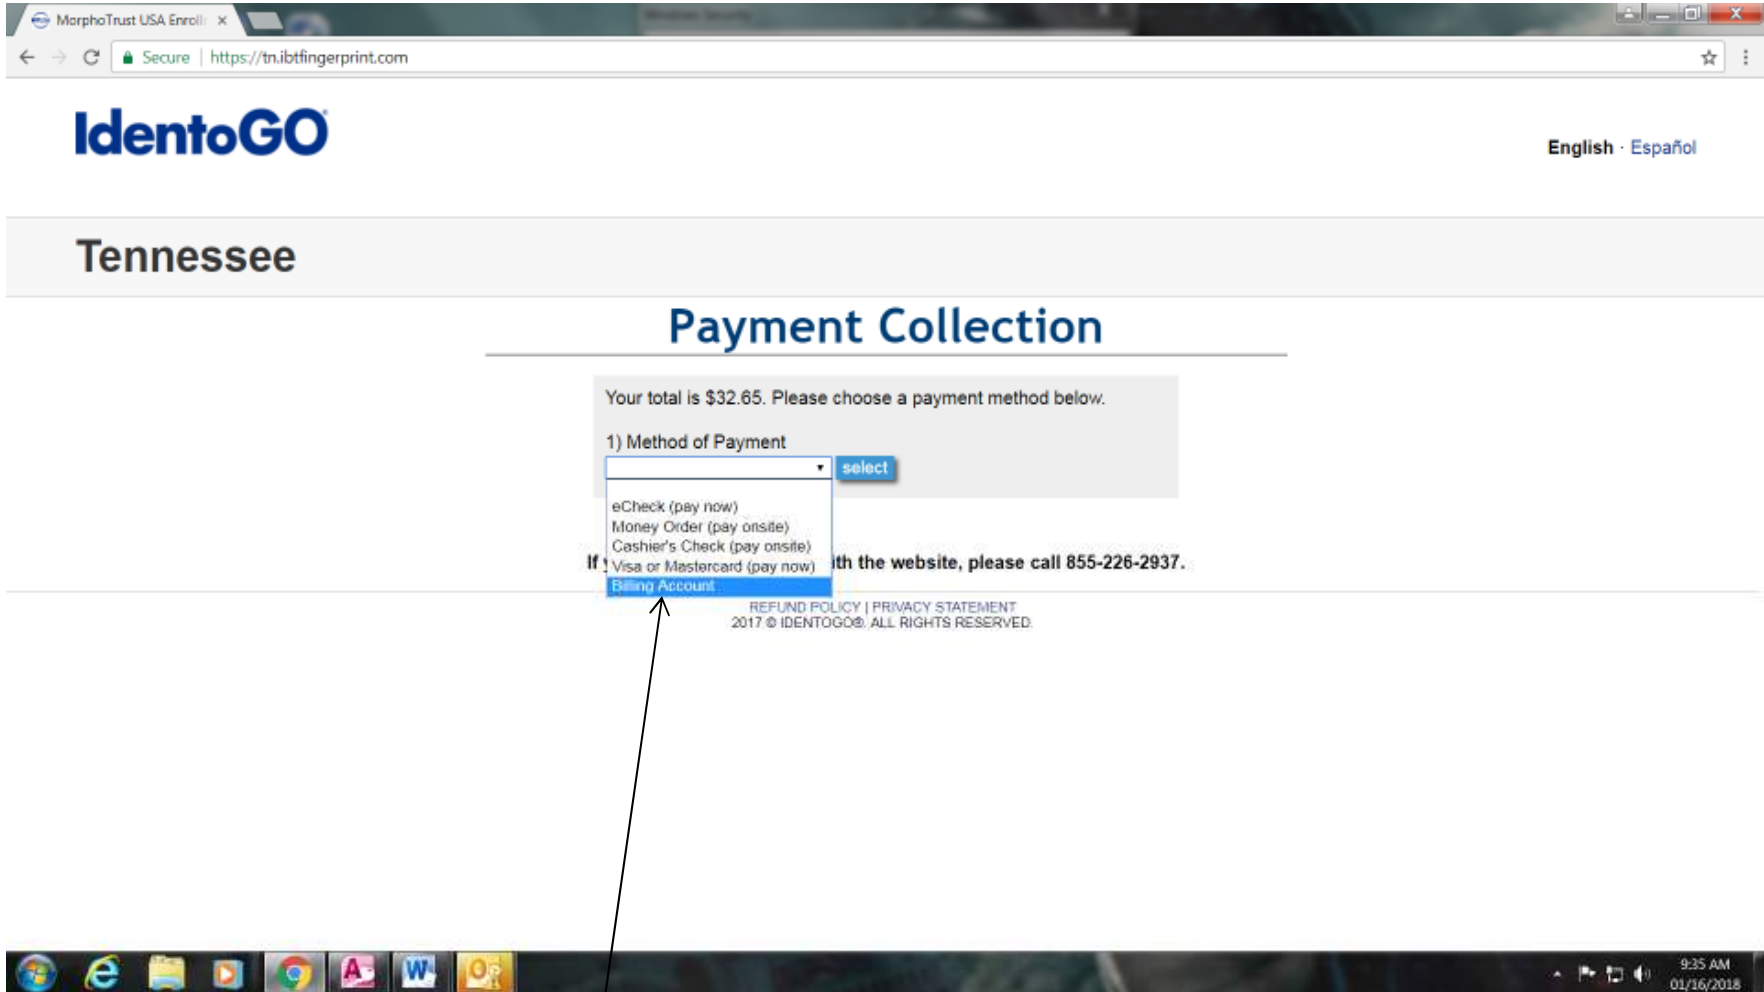 MorphoTrust USA Enroll
Secure | https://tn.ibtfingerprint.com
IdentoGO
English · Español
Tennessee
Payment Collection
Your total is $32.65. Please choose a payment method below.
1) Method of Payment
select
eCheck (pay now)
Money Order (pay onsite)
Cashier's Check (pay onsite)
Visa or Mastercard (pay now)
Billing Account
If ith the website, please call 855-226-2937.
REFUND POLICY | PRIVACY STATEMENT
2017 © IDENTOGO®. ALL RIGHTS RESERVED.
9:35 AM
01/16/2018